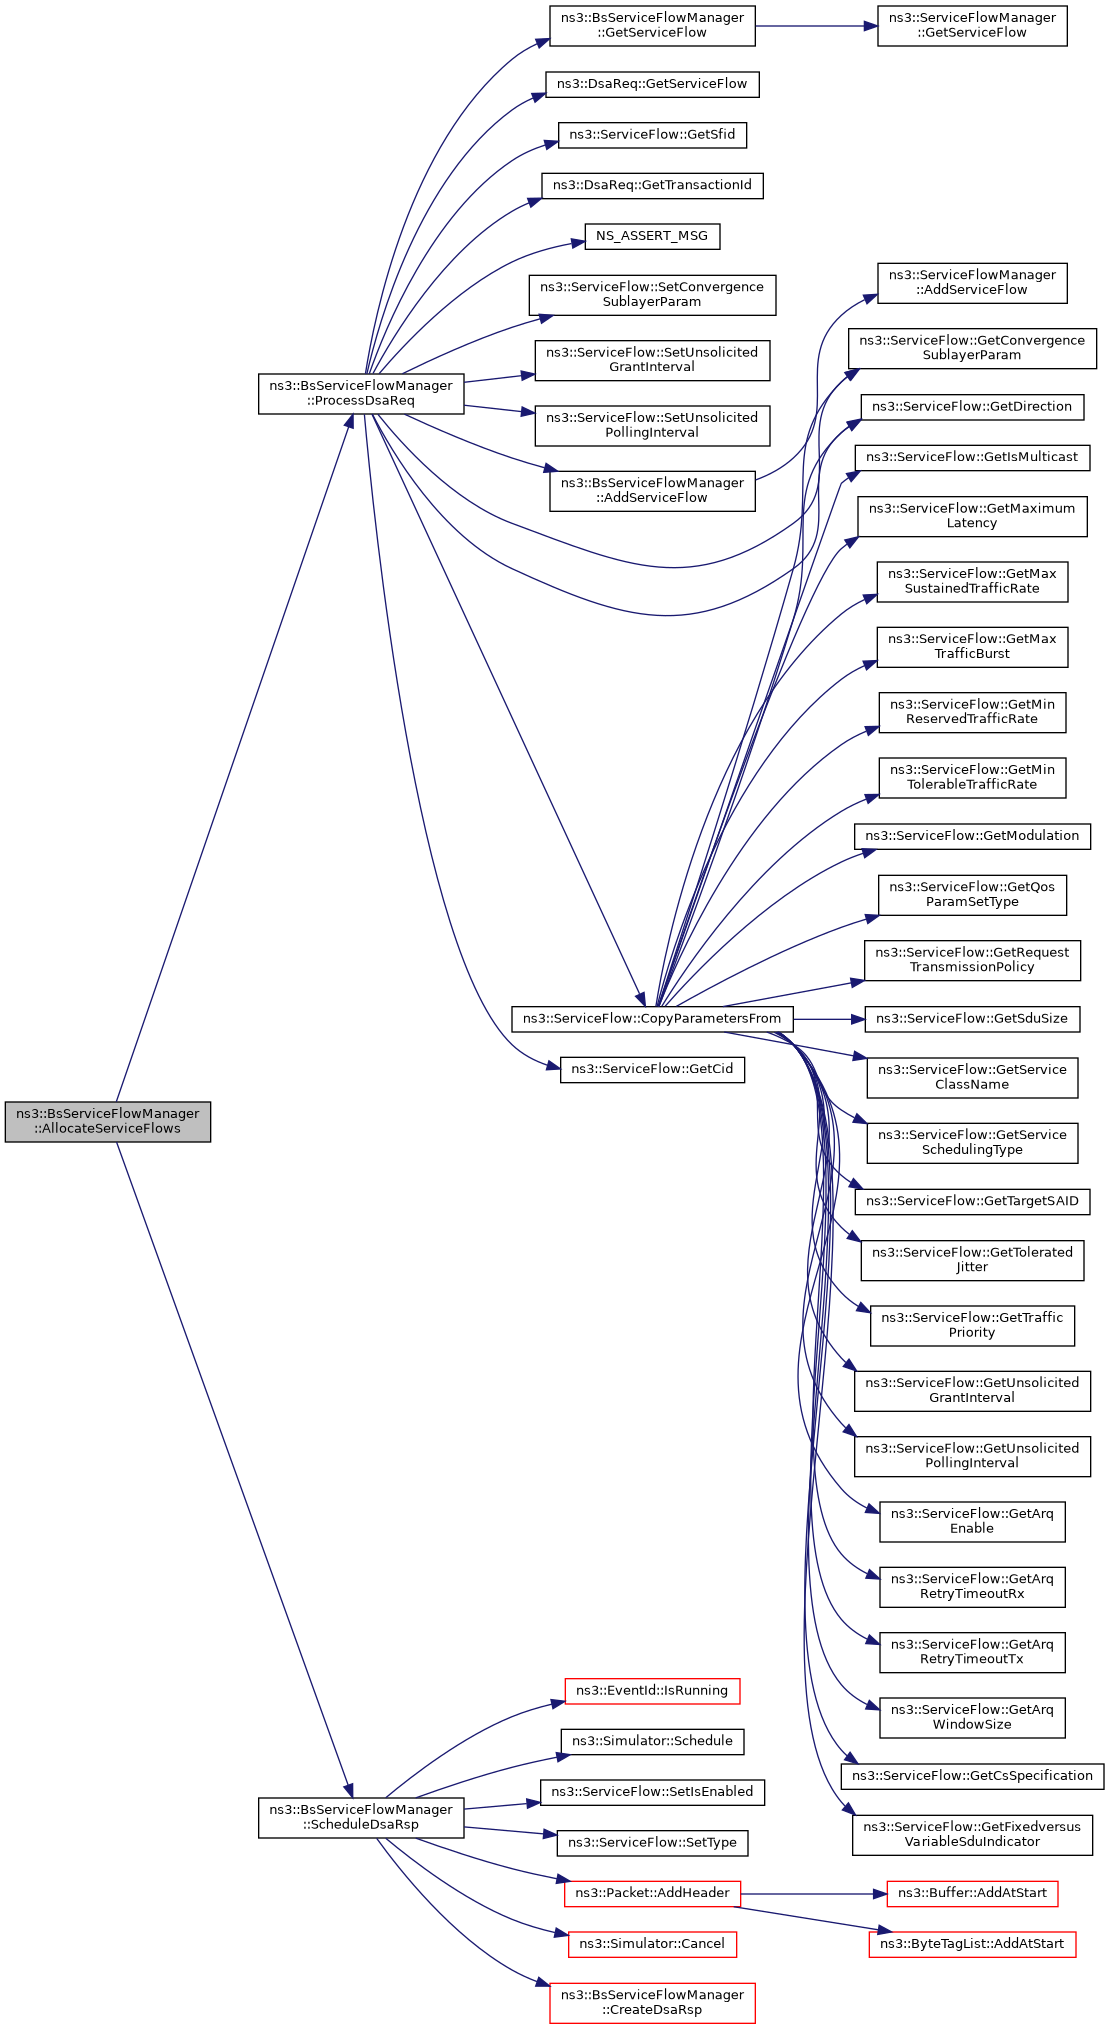 ns3::BsServiceFlowManager
::AllocateServiceFlows
ns3::BsServiceFlowManager
::ProcessDsaReq
ns3::BsServiceFlowManager
::ScheduleDsaRsp
ns3::BsServiceFlowManager
::GetServiceFlow
ns3::DsaReq::GetServiceFlow
ns3::ServiceFlow::GetSfid
ns3::DsaReq::GetTransactionId
NS_ASSERT_MSG
ns3::ServiceFlow::SetConvergence
SublayerParam
ns3::ServiceFlow::SetUnsolicited
GrantInterval
ns3::ServiceFlow::SetUnsolicited
PollingInterval
ns3::BsServiceFlowManager
::AddServiceFlow
ns3::ServiceFlow::CopyParametersFrom
ns3::ServiceFlow::GetCid
ns3::EventId::IsRunning
ns3::Simulator::Schedule
ns3::ServiceFlow::SetIsEnabled
ns3::ServiceFlow::SetType
ns3::Packet::AddHeader
ns3::Simulator::Cancel
ns3::BsServiceFlowManager
::CreateDsaRsp
ns3::ServiceFlowManager
::GetServiceFlow
ns3::ServiceFlowManager
::AddServiceFlow
ns3::ServiceFlow::GetConvergence
SublayerParam
ns3::ServiceFlow::GetDirection
ns3::ServiceFlow::GetIsMulticast
ns3::ServiceFlow::GetMaximum
Latency
ns3::ServiceFlow::GetMax
SustainedTrafficRate
ns3::ServiceFlow::GetMax
TrafficBurst
ns3::ServiceFlow::GetMin
ReservedTrafficRate
ns3::ServiceFlow::GetMin
TolerableTrafficRate
ns3::ServiceFlow::GetModulation
ns3::ServiceFlow::GetQos
ParamSetType
ns3::ServiceFlow::GetRequest
TransmissionPolicy
ns3::ServiceFlow::GetSduSize
ns3::ServiceFlow::GetService
ClassName
ns3::ServiceFlow::GetService
SchedulingType
ns3::ServiceFlow::GetTargetSAID
ns3::ServiceFlow::GetTolerated
Jitter
ns3::ServiceFlow::GetTraffic
Priority
ns3::ServiceFlow::GetUnsolicited
GrantInterval
ns3::ServiceFlow::GetUnsolicited
PollingInterval
ns3::ServiceFlow::GetArq
Enable
ns3::ServiceFlow::GetArq
RetryTimeoutRx
ns3::ServiceFlow::GetArq
RetryTimeoutTx
ns3::ServiceFlow::GetArq
WindowSize
ns3::ServiceFlow::GetCsSpecification
ns3::ServiceFlow::GetFixedversus
VariableSduIndicator
ns3::Buffer::AddAtStart
ns3::ByteTagList::AddAtStart